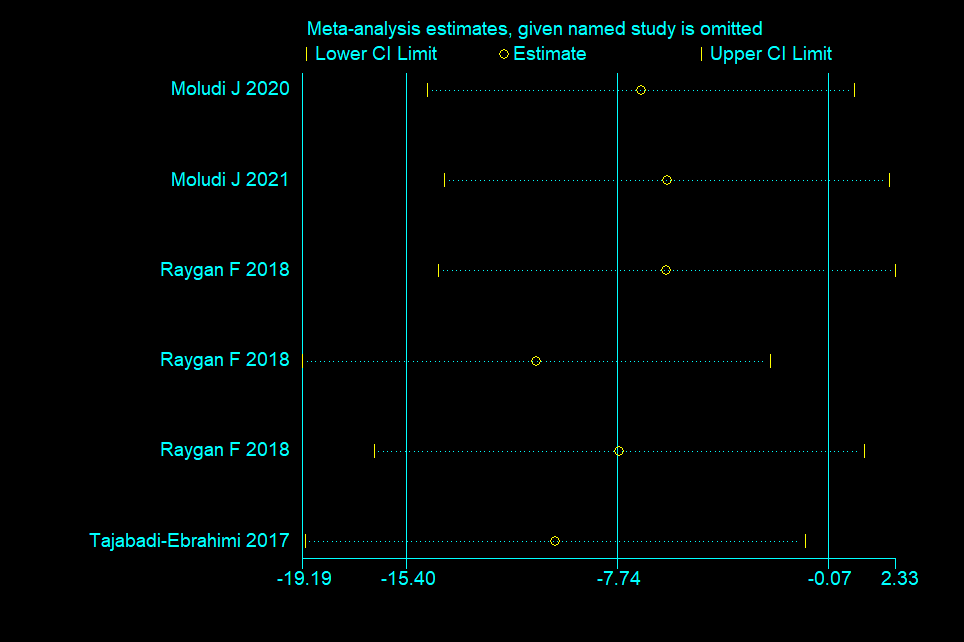 Meta-analysis estimates, given named study is omitted
Lower CI Limit Estimate Upper CI Limit
Moludi J 2020
Moludi J 2021
Raygan F 2018
Raygan F 2018
Raygan F 2018
Tajabadi-Ebrahimi 2017
-19.19 -15.40 -7.74 -0.07 2.33